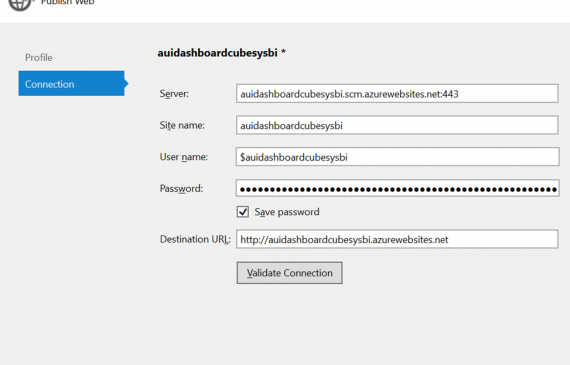 Publish Web
Profile
Connection
auidashboardcubesysbi *
Server: auidashboardcubesysbi.scm.azurewebsites.net:443
Site name: auidashboardcubesysbi
User name: $auidashboardcubesysbi
Password: ●●●●●●●●●●●●●●●●●●●●●●●●●●●●●●●●●●●●●●●●●●●●●●●●●●●●●
Save password
Destination URL: http://auidashboardcubesysbi.azurewebsites.net
Validate Connection